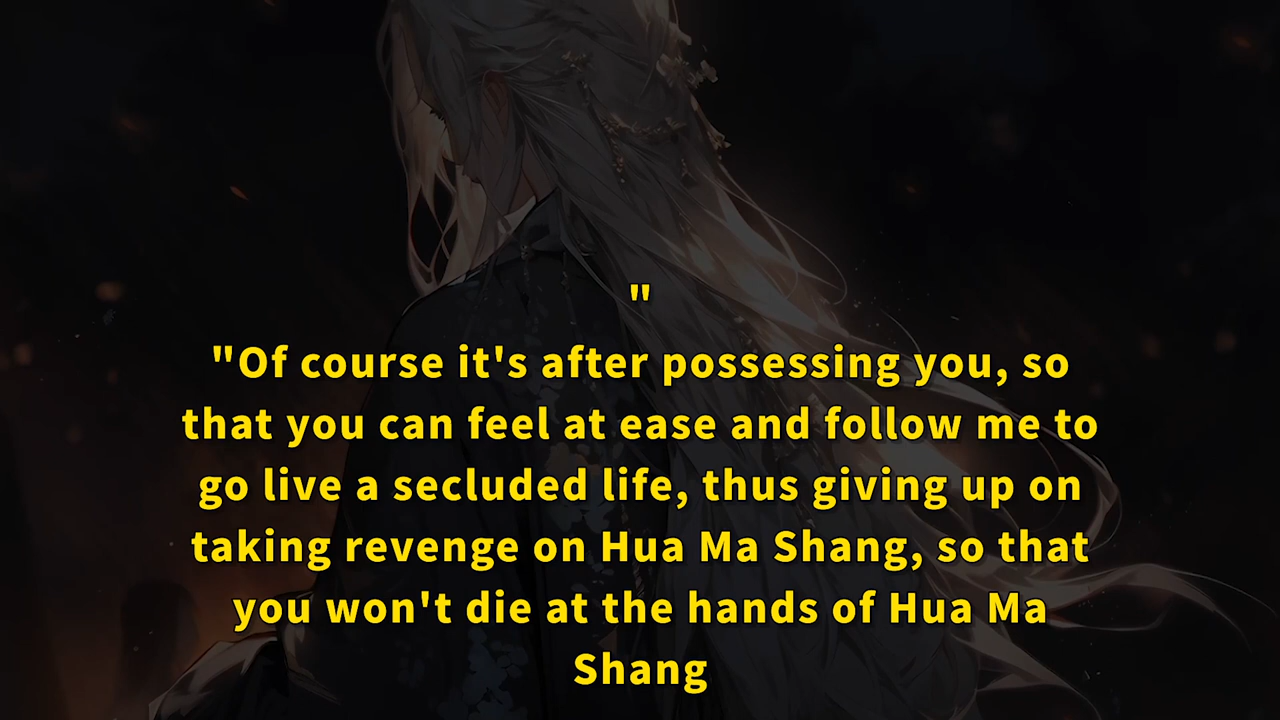 "
"Of course it's after possessing you, so
that you can feel at ease and follow me to
go live a secluded life, thus giving up on
taking revenge on Hua Ma Shang, so that
you won't die at the hands of Hua Ma
Shang